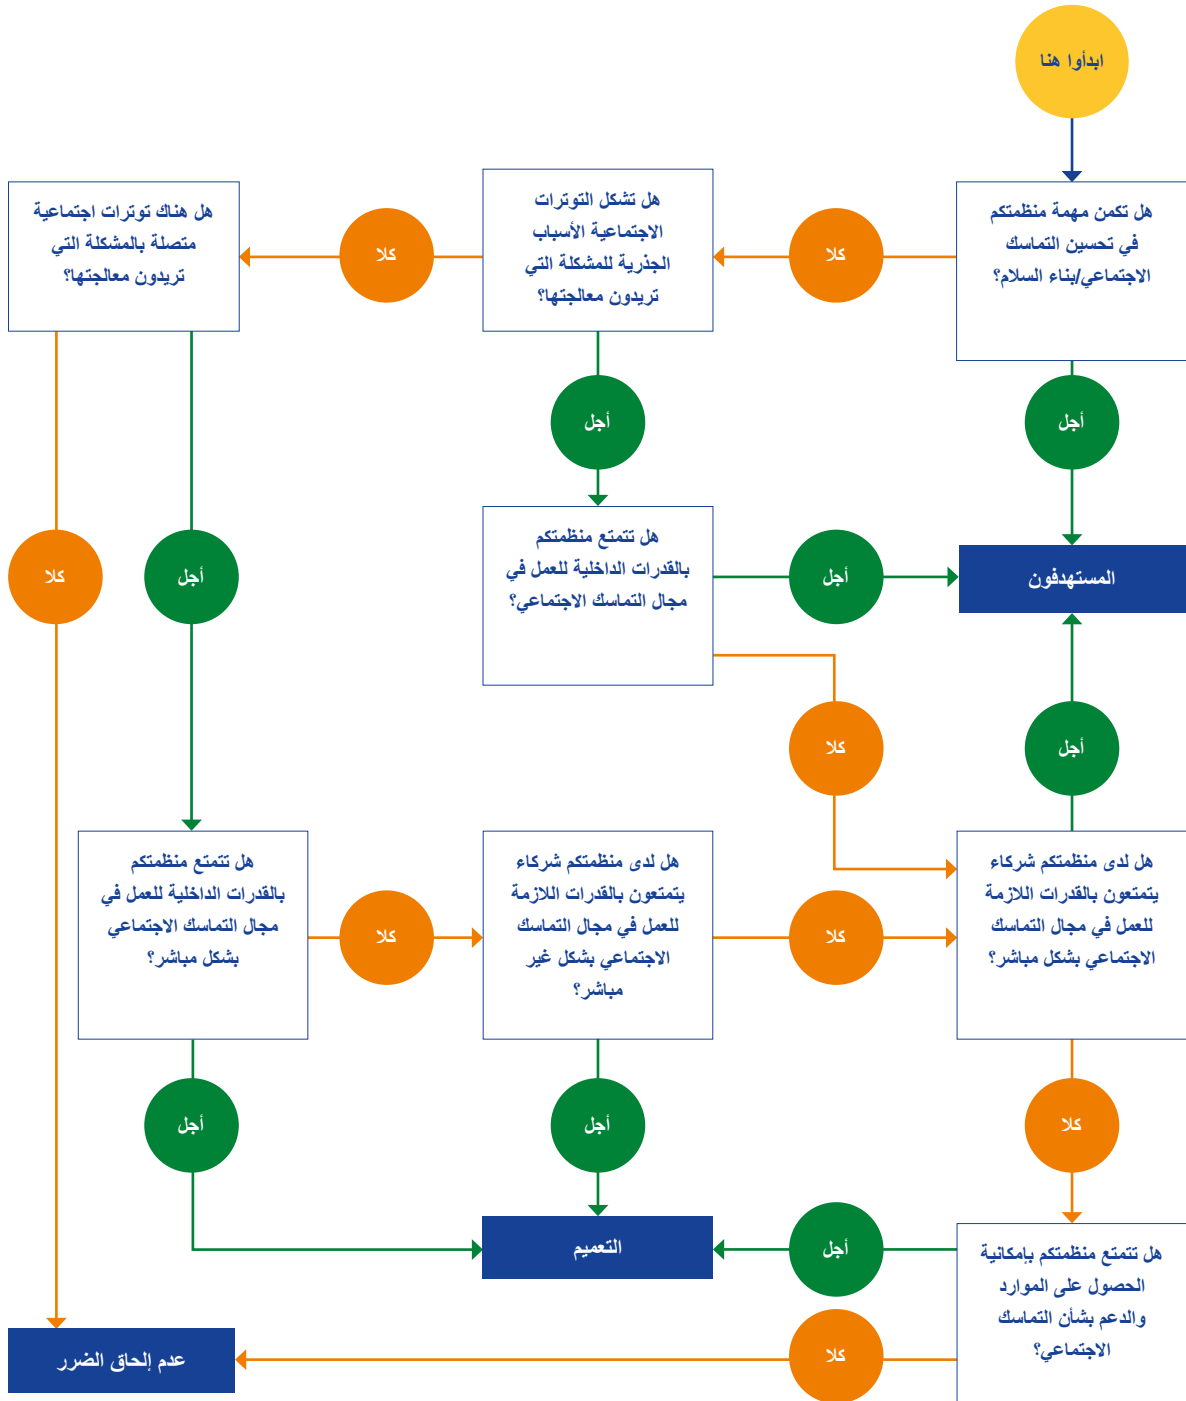 ابدأوا هنا
هل تكمن مهمة منظمتكم
في تحسين التماسك
الاجتماعي/بناء السلام؟
كلا
هل تشكل التوترات
الاجتماعية الأسباب
الجذرية للمشكلة التي
تريدون معالجتها؟
كلا
هل هناك توترات اجتماعية
متصلة بالمشكلة التي
تريدون معالجتها؟
أجل
أجل
هل تتمتع منظمتكم
بالقدرات الداخلية للعمل في
مجال التماسك الاجتماعي؟
المستهدفون
أجل
أجل
كلا
أجل
كلا
هل لدى منظمتكم شركاء
يتمتعون بالقدرات اللازمة
للعمل في مجال التماسك
الاجتماعي بشكل مباشر؟
كلا
هل لدى منظمتكم شركاء
يتمتعون بالقدرات اللازمة
للعمل في مجال التماسك
الاجتماعي بشكل غير
مباشر؟
كلا
هل تتمتع منظمتكم
بالقدرات الداخلية للعمل في
مجال التماسك الاجتماعي
بشكل مباشر؟
كلا
أجل
أجل
هل تتمتع منظمتكم بإمكانية
الحصول على الموارد
والدعم بشأن التماسك
الاجتماعي؟
أجل
التعميم
كلا
عدم إلحاق الضرر